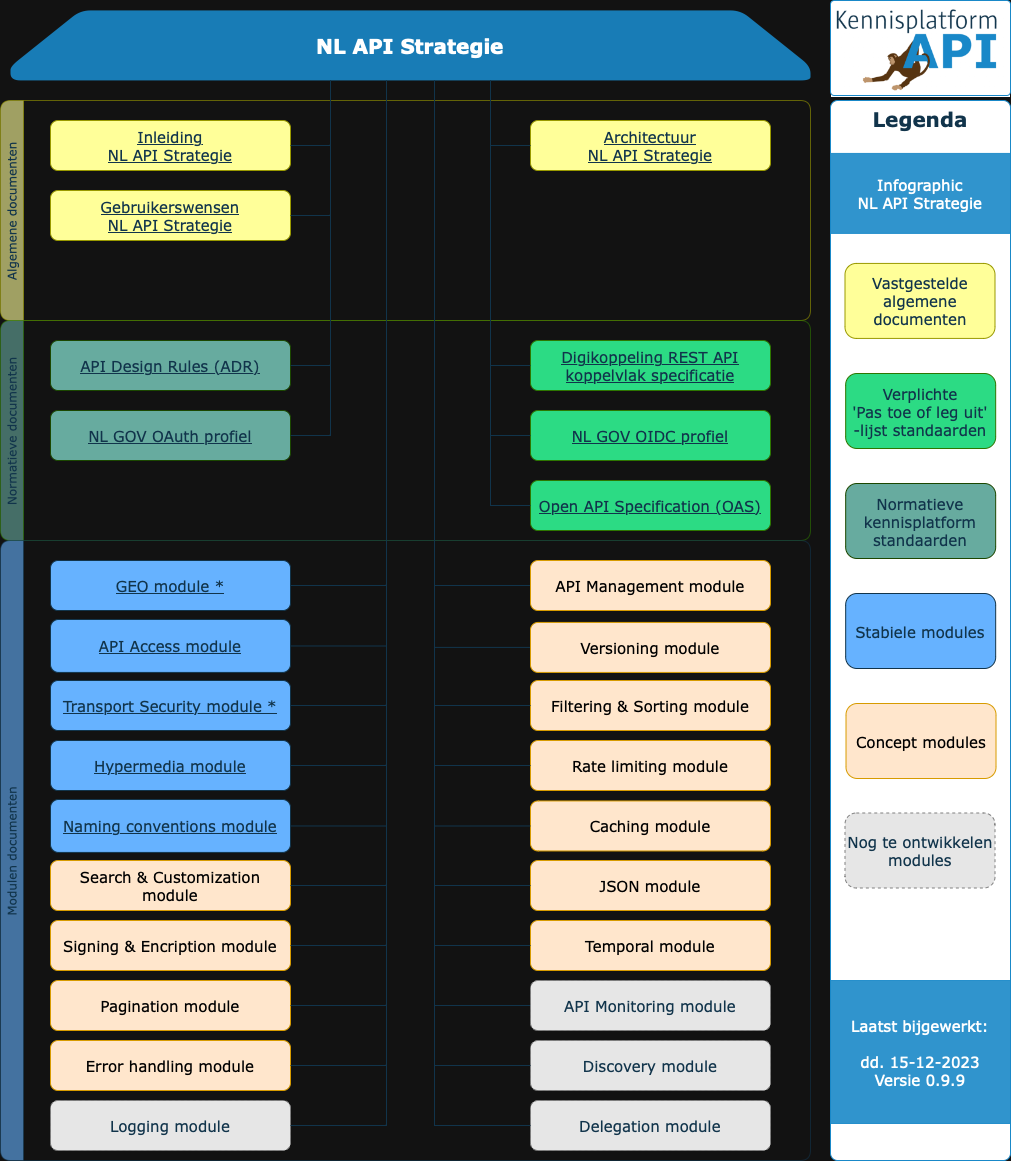 NL API Strategie
Kennisplatform
API
Algemene documenten
Inleiding
NL API Strategie
Gebruikerswensen
NL API Strategie
Architectuur
NL API Strategie
Normatieve documenten
API Design Rules (ADR)
NL GOV OAuth profiel
Digikoppeling REST API
koppelvlak specificatie
NL GOV OIDC profiel
Open API Specification (OAS)
Modulen documenten
GEO module *
API Access module
Transport Security module *
Hypermedia module
Naming conventions module
Search & Customization
module
Signing & Encription module
Pagination module
Error handling module
Logging module
API Management module
Versioning module
Filtering & Sorting module
Rate limiting module
Caching module
JSON module
Temporal module
API Monitoring module
Discovery module
Delegation module
Legenda
Infographic
NL API Strategie
Vastgestelde
algemene
documenten
Verplichte
'Pas toe of leg uit'
-lijst standaarden
Normatieve
kennisplatform
standaarden
Stabiele modules
Concept modules
Nog te ontwikkelen
modules
Laatst bijgewerkt:
dd. 15-12-2023
Versie 0.9.9